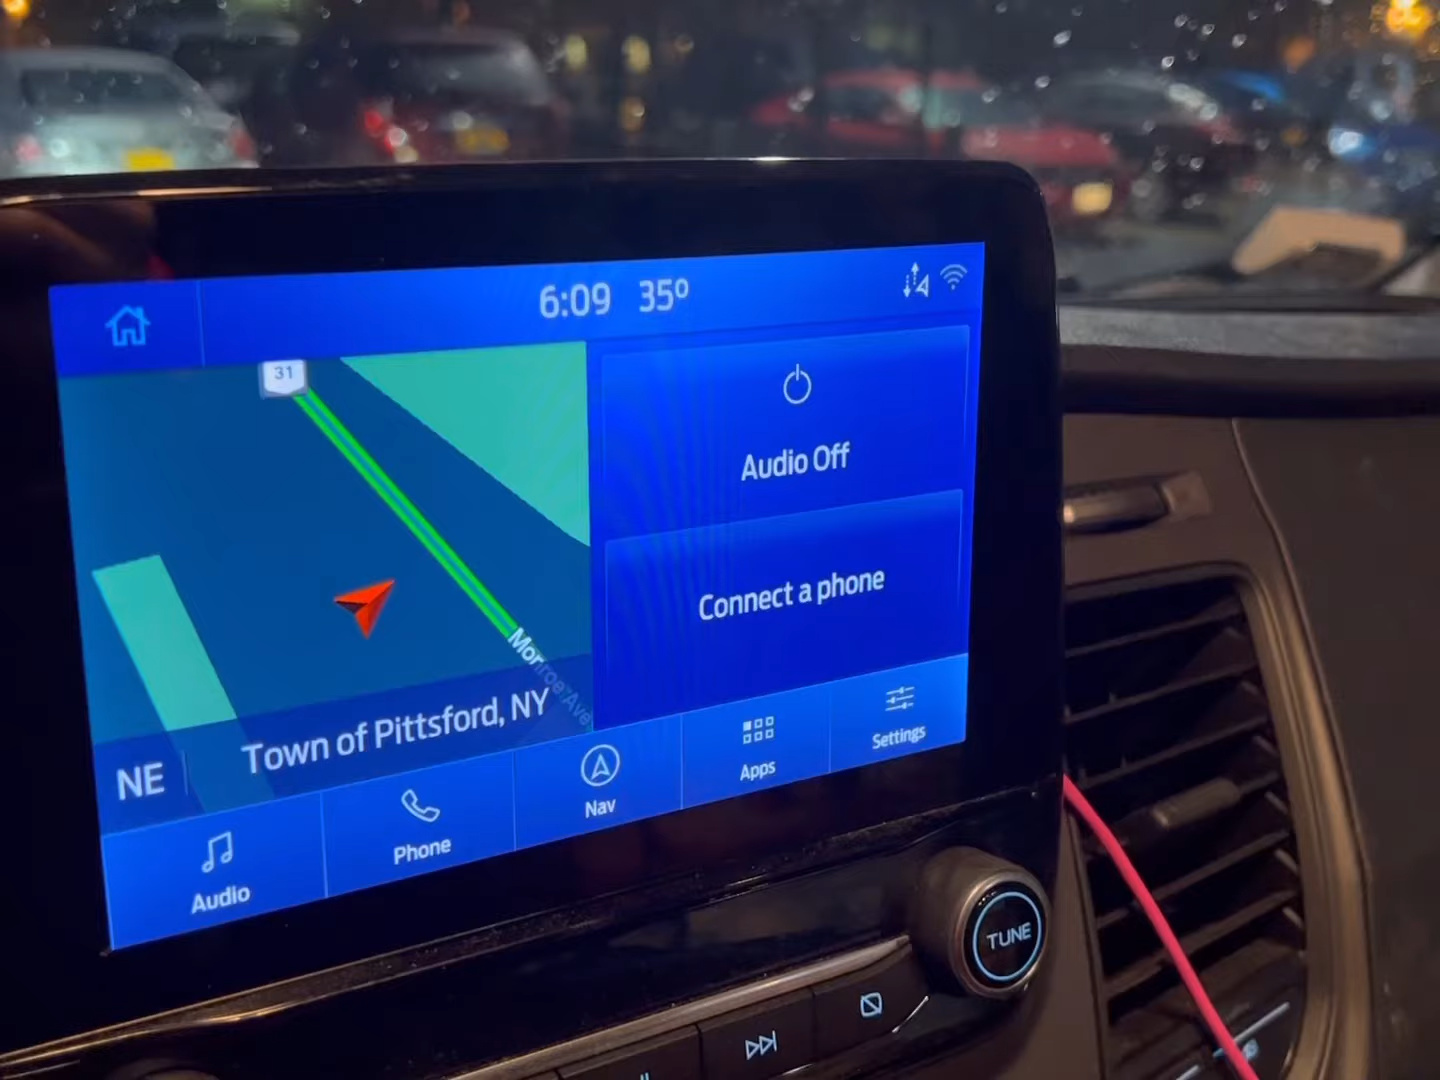 6:09 35°
31
Audio Off
Connect a phone
Monroe Ave
Town of Pittsford, NY
NE
Audio
Phone
Nav
Apps
Settings
TUNE